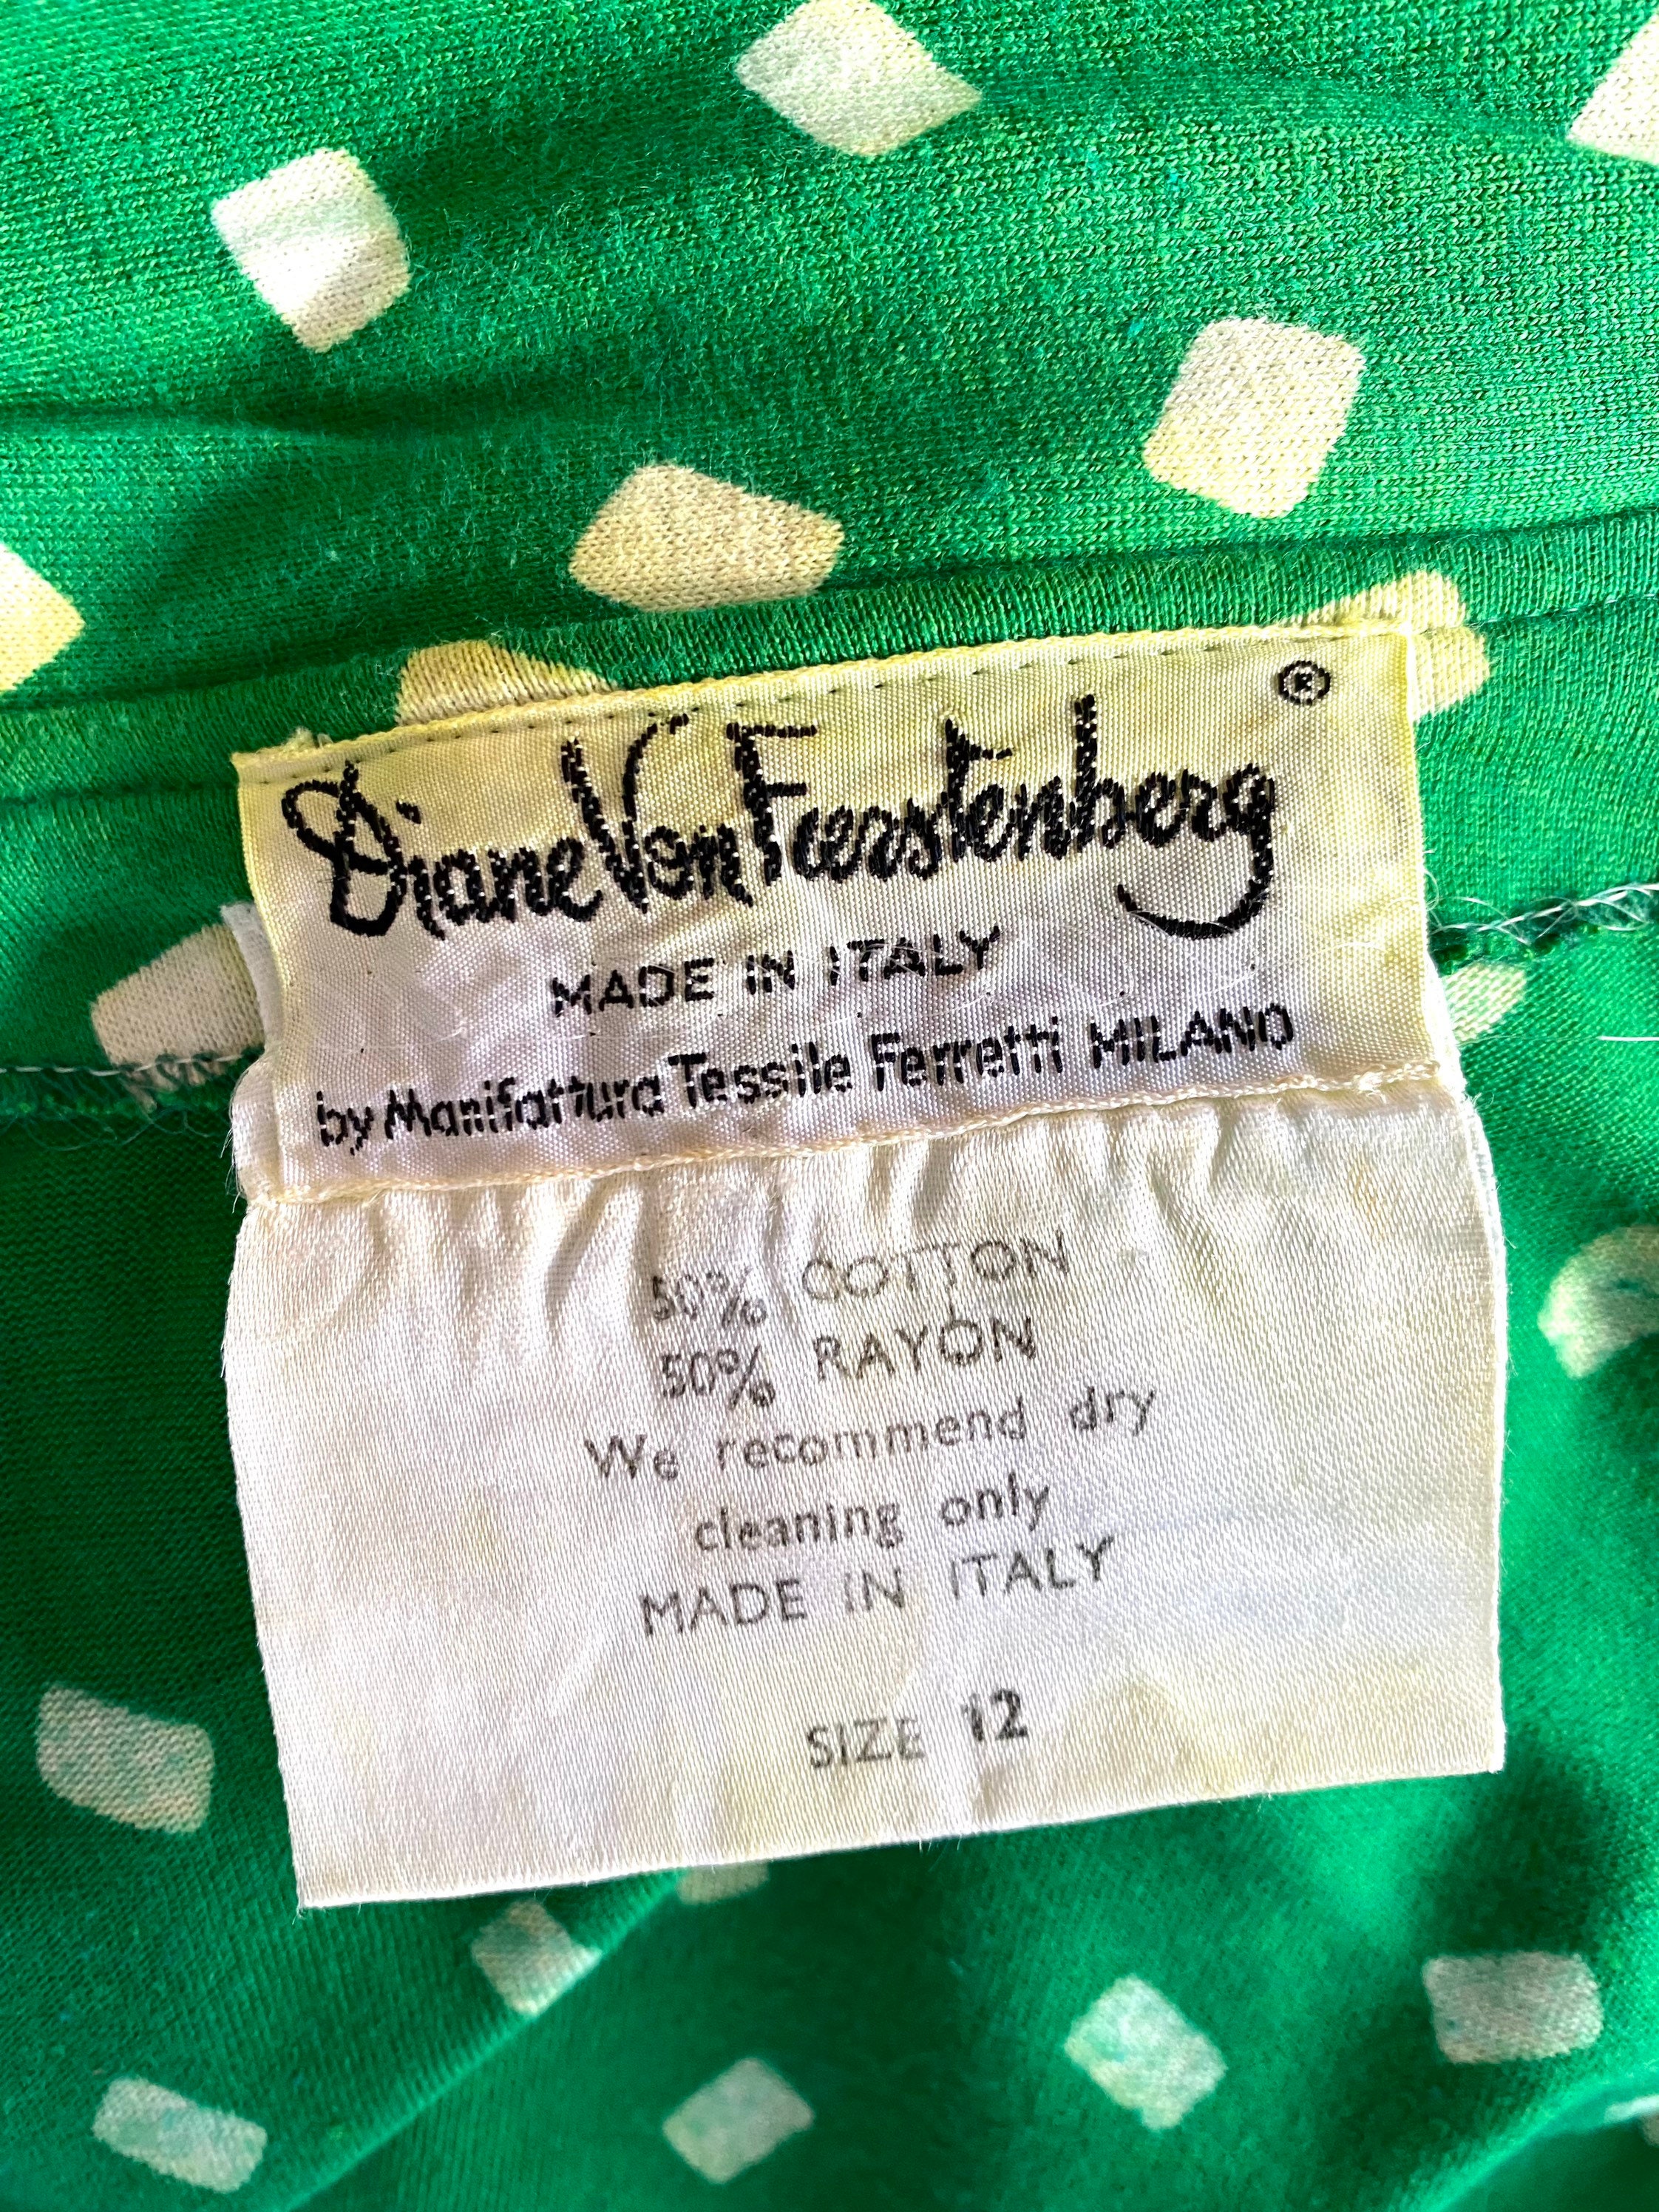 Diane Von Furstenberg ®
MADE IN ITALY
by Manifattura Tessile Ferretti MILANO
50% COTTON
50% RAYON
We recommend dry
cleaning only
MADE IN ITALY
SIZE 12